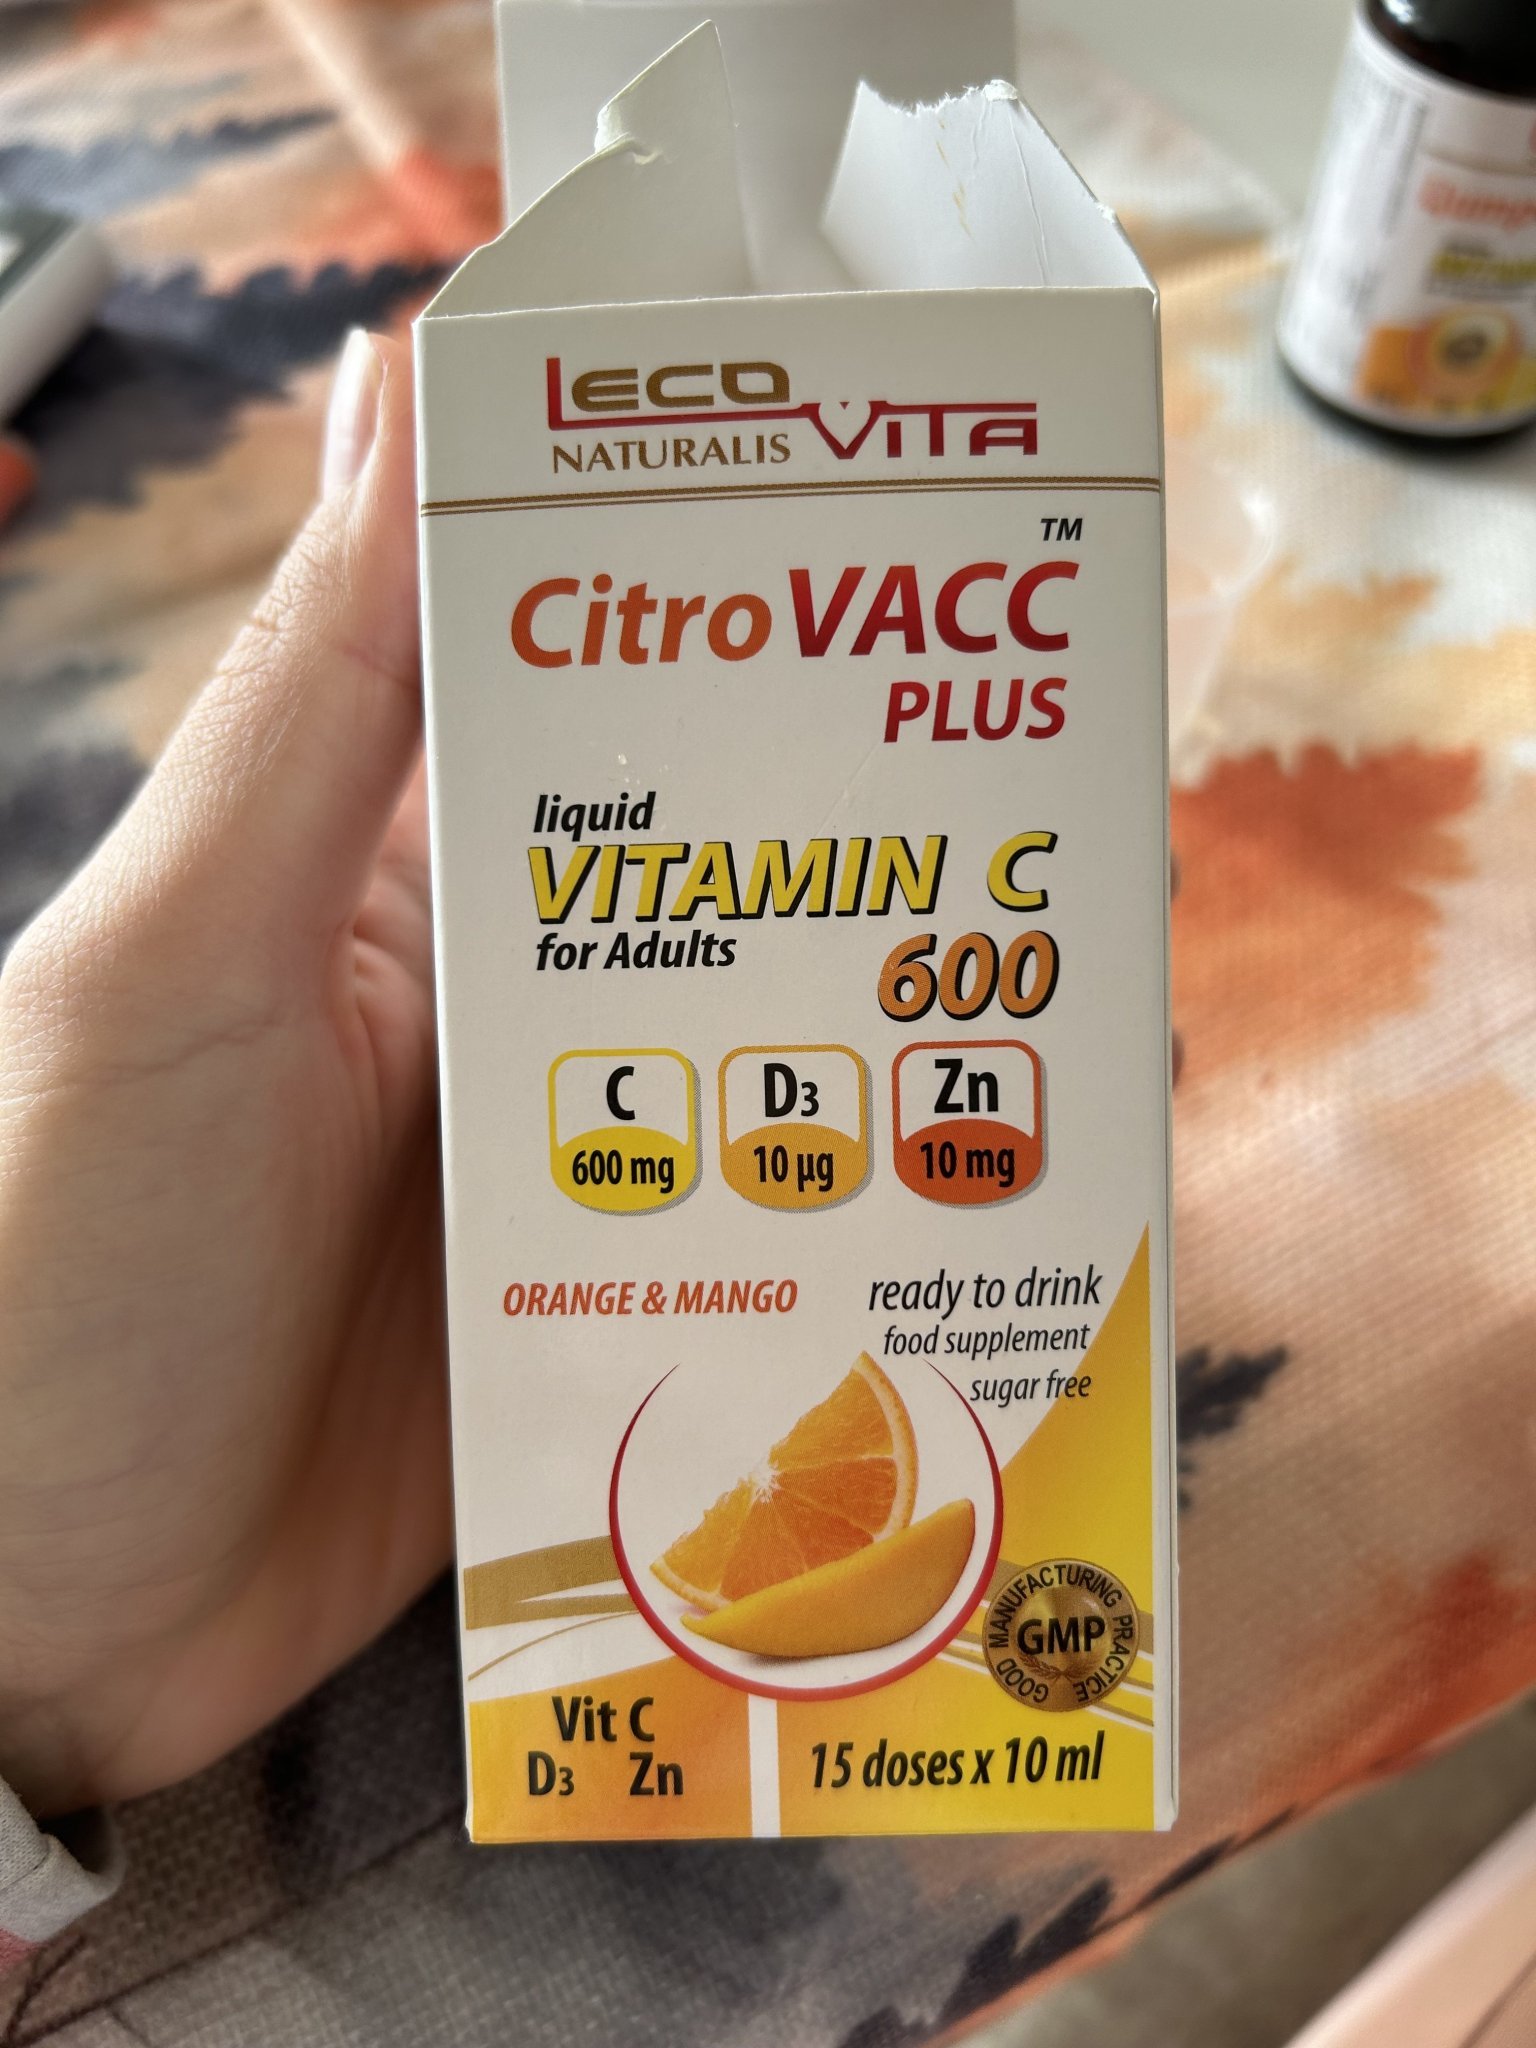 LECO VITA
NATURALIS
TM
CitroVACC
PLUS
liquid
VITAMIN C
for Adults
600
C D3 Zn
600 mg 10 µg 10 mg
ORANGE & MANGO
ready to drink
food supplement
sugar free
GOOD MANUFACTURING PRACTICE
GMP
Vit C
D3 Zn
15 doses x 10 ml